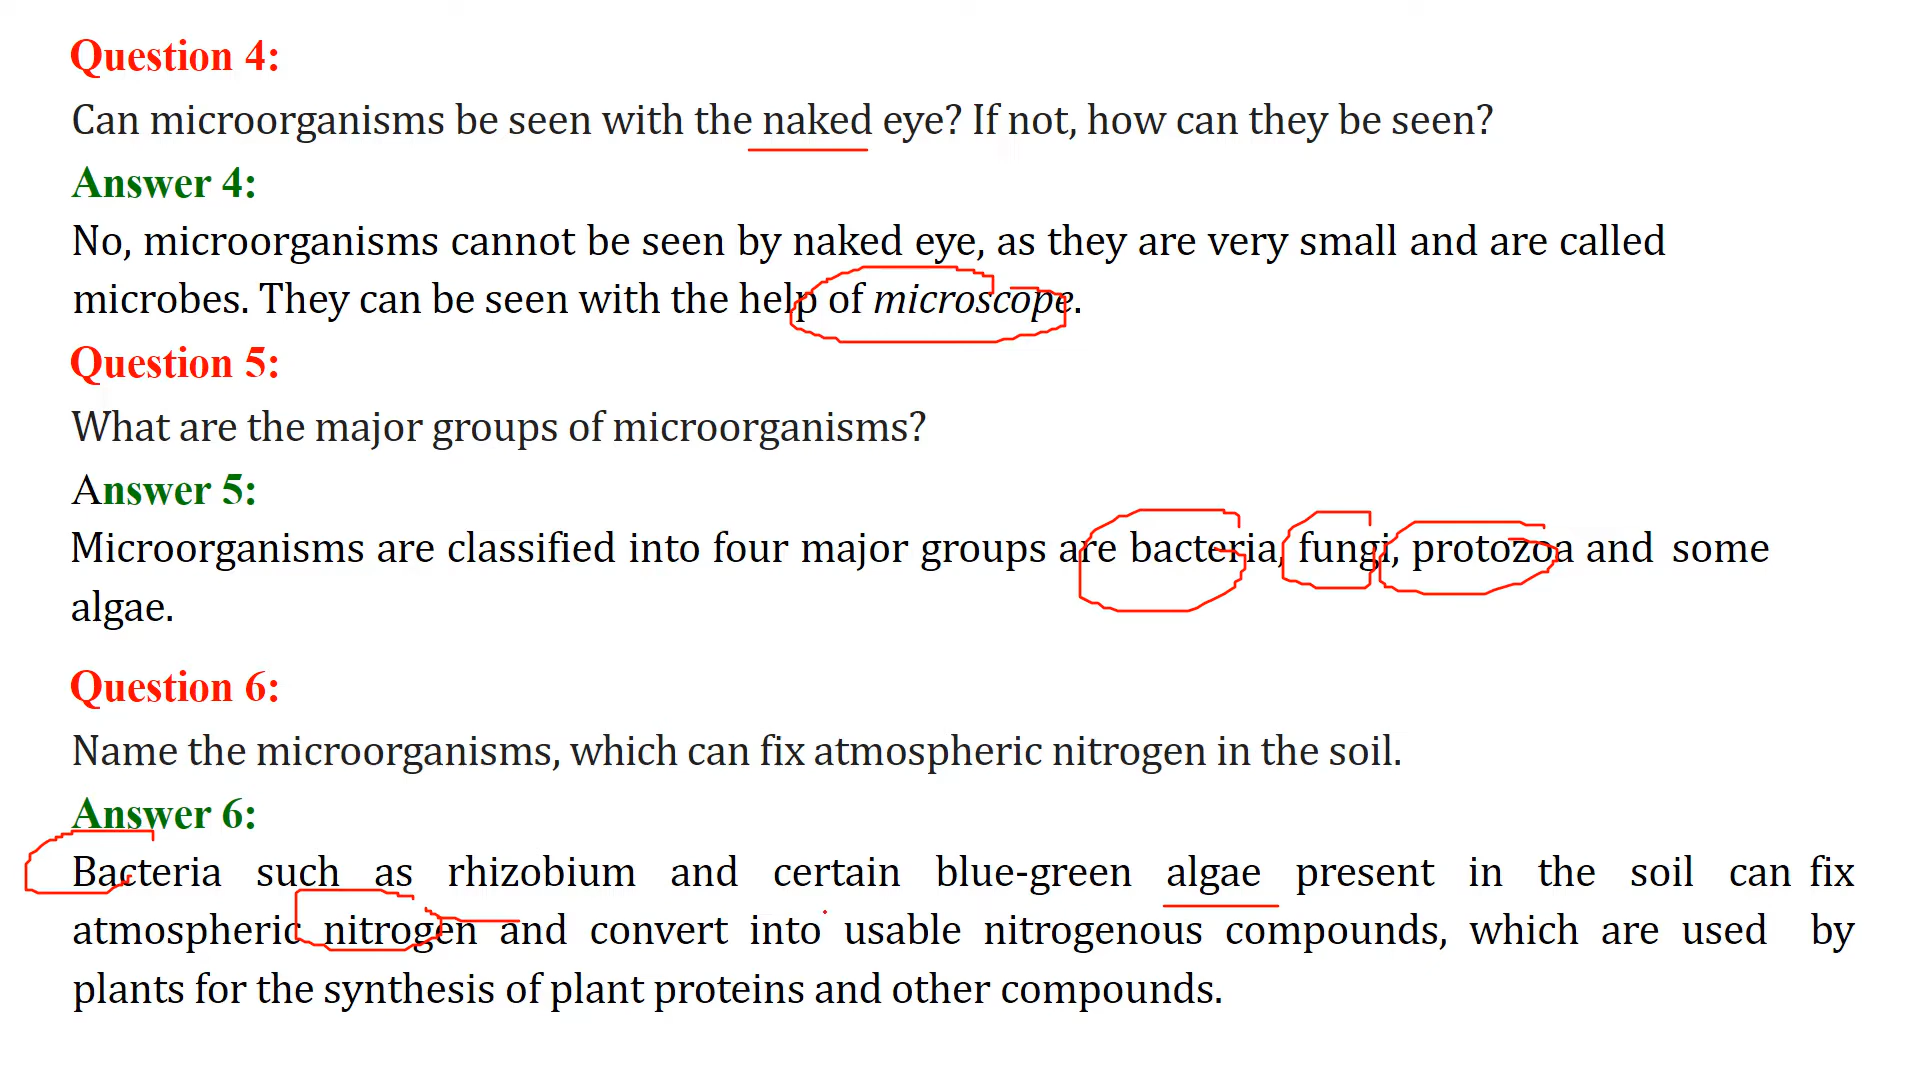 Question 4:
Can microorganisms be seen with the naked eye? If not, how can they be seen?
Answer 4:
No, microorganisms cannot be seen by naked eye, as they are very small and are called
microbes. They can be seen with the help of microscope.
Question 5:
What are the major groups of microorganisms?
Answer 5:
Microorganisms are classified into four major groups are bacteria, fungi, protozoa and some
algae.
Question 6:
Name the microorganisms, which can fix atmospheric nitrogen in the soil.
Answer 6:
Bacteria such as rhizobium and certain blue-green algae present in the soil can fix
atmospheric nitrogen and convert into usable nitrogenous compounds, which are used by
plants for the synthesis of plant proteins and other compounds.